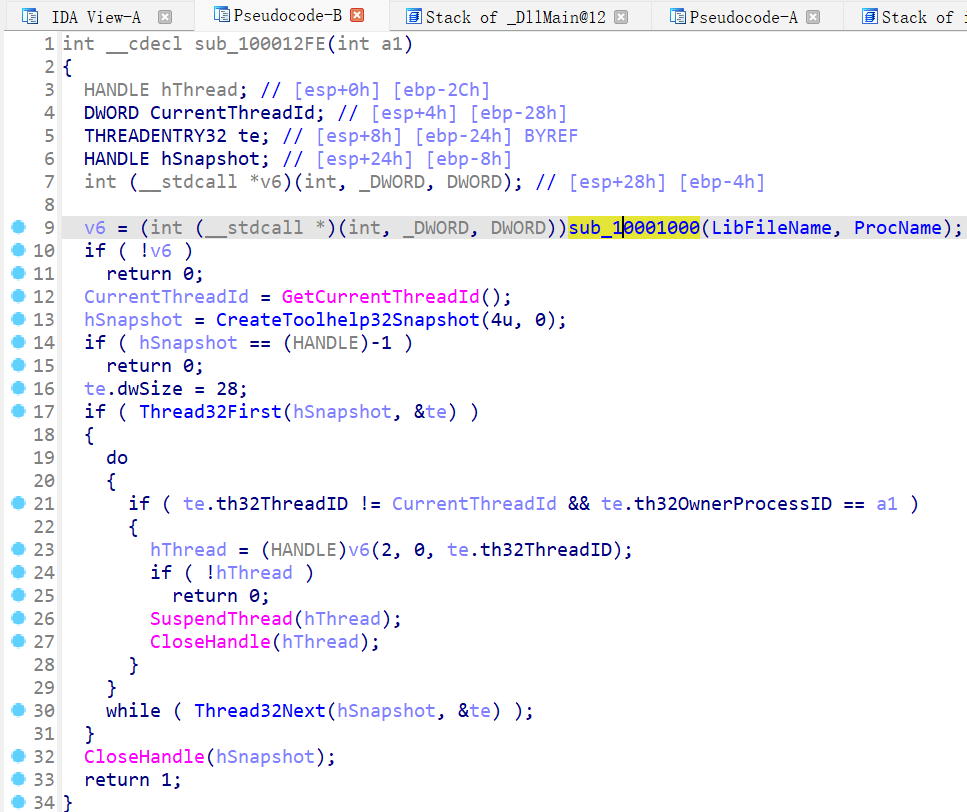 IDA View-A Pseudocode-B Stack of _DllMain@12 Pseudocode-A Stack of
1 int __cdecl sub_100012FE(int a1)
2 {
3   HANDLE hThread; // [esp+0h] [ebp-2Ch]
4   DWORD CurrentThreadId; // [esp+4h] [ebp-28h]
5   THREADENTRY32 te; // [esp+8h] [ebp-24h] BYREF
6   HANDLE hSnapshot; // [esp+24h] [ebp-8h]
7   int (__stdcall *v6)(int, _DWORD, DWORD); // [esp+28h] [ebp-4h]
8
9   v6 = (int (__stdcall *)(int, _DWORD, DWORD))sub_10001000(LibFileName, ProcName);
10   if ( !v6 )
11     return 0;
12   CurrentThreadId = GetCurrentThreadId();
13   hSnapshot = CreateToolhelp32Snapshot(4u, 0);
14   if ( hSnapshot == (HANDLE)-1 )
15     return 0;
16   te.dwSize = 28;
17   if ( Thread32First(hSnapshot, &te) )
18   {
19     do
20     {
21       if ( te.th32ThreadID != CurrentThreadId && te.th32OwnerProcessID == a1 )
22       {
23         hThread = (HANDLE)v6(2, 0, te.th32ThreadID);
24         if ( !hThread )
25           return 0;
26         SuspendThread(hThread);
27         CloseHandle(hThread);
28       }
29     }
30     while ( Thread32Next(hSnapshot, &te) );
31   }
32   CloseHandle(hSnapshot);
33   return 1;
34 }